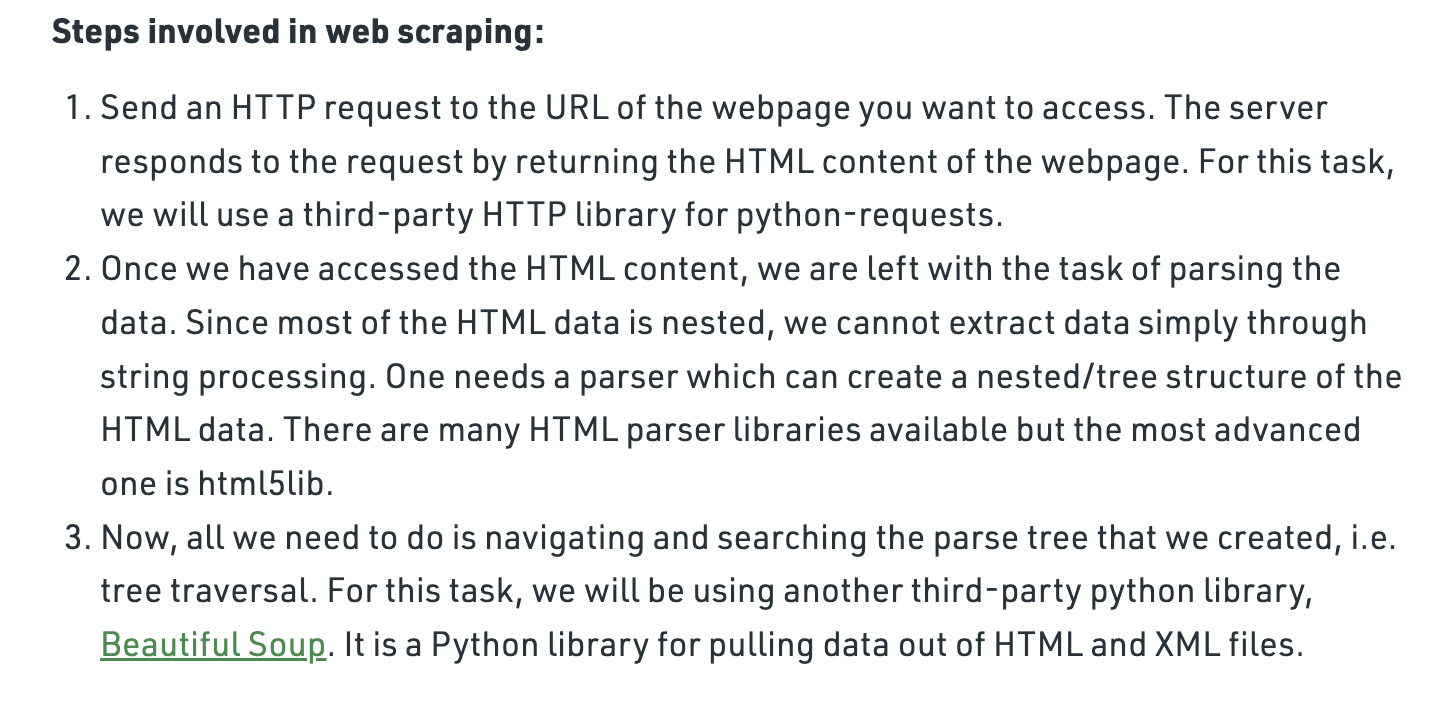 Steps involved in web scraping:
1. Send an HTTP request to the URL of the webpage you want to access. The server
responds to the request by returning the HTML content of the webpage. For this task,
we will use a third-party HTTP library for python-requests.
2. Once we have accessed the HTML content, we are left with the task of parsing the
data. Since most of the HTML data is nested, we cannot extract data simply through
string processing. One needs a parser which can create a nested/tree structure of the
HTML data. There are many HTML parser libraries available but the most advanced
one is html5lib.
3. Now, all we need to do is navigating and searching the parse tree that we created, i.e.
tree traversal. For this task, we will be using another third-party python library,
Beautiful Soup. It is a Python library for pulling data out of HTML and XML files.